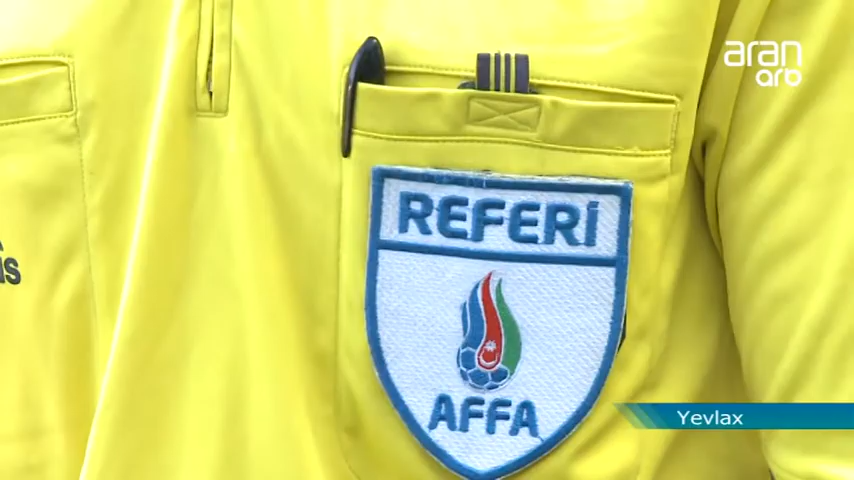 aran
arb
REFERİ
AFFA
Yevlax